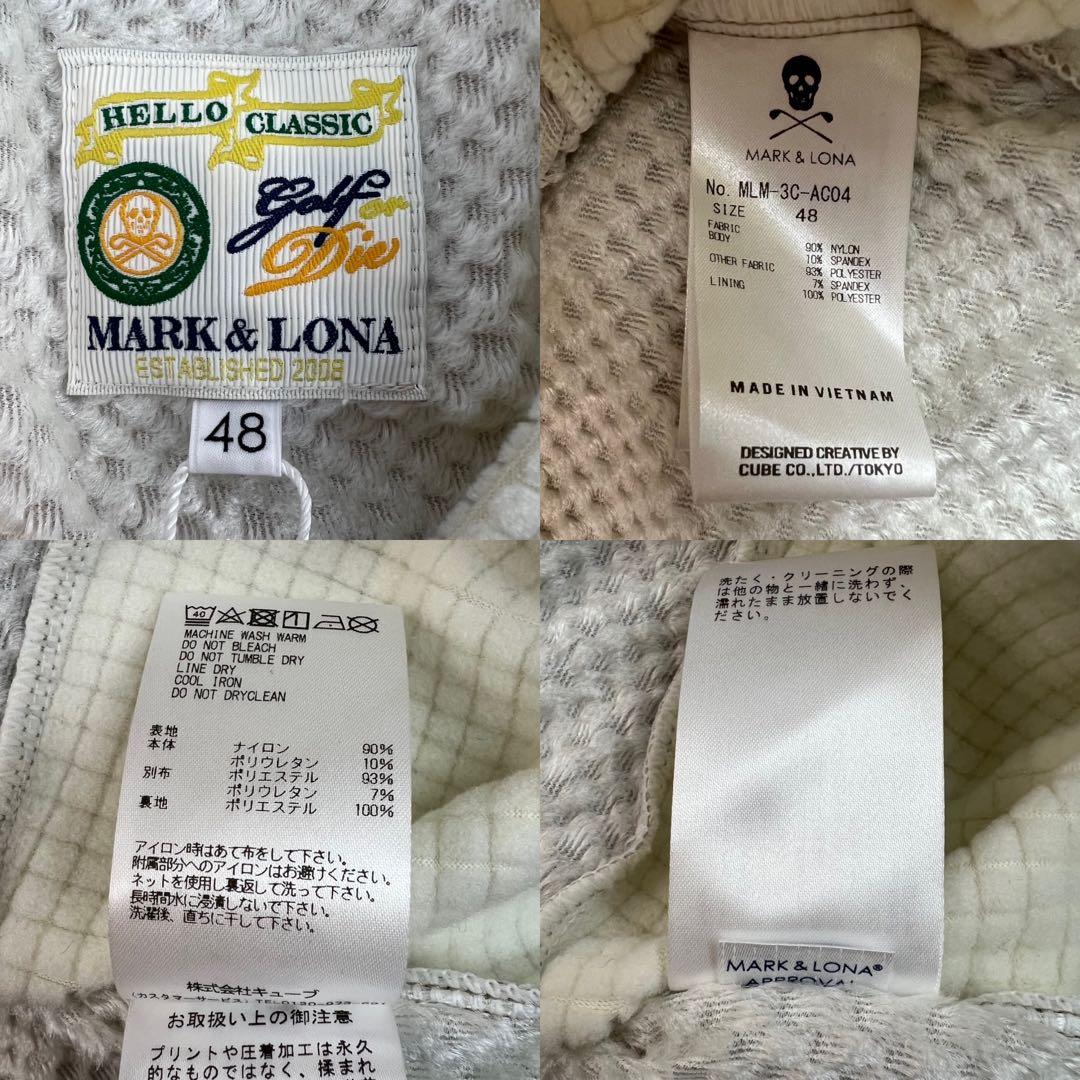 HELLO CLASSIC
Golf or
Die
MARK & LONA
ESTABLISHED 2008
48
MARK & LONA
No. MLM-3C-AC04
SIZE 48
FABRIC
BODY 90% NYLON
10% SPANDEX
OTHER FABRIC 93% POLYESTER
7% SPANDEX
LINING 100% POLYESTER
MADE IN VIETNAM
DESIGNED CREATIVE BY
CUBE CO.,LTD./TOKYO
40
MACHINE WASH WARM
DO NOT BLEACH
DO NOT TUMBLE DRY
LINE DRY
COOL IRON
DO NOT DRYCLEAN
表地
本体 ナイロン 90%
ポリウレタン 10%
別布 ポリエステル 93%
ポリウレタン 7%
裏地 ポリエステル 100%
アイロン時はあて布をして下さい。
附属部分へのアイロンはお避けください。
ネットを使用し裏返して洗って下さい。
長時間水に浸漬しないで下さい。
洗濯後、直ちに干して下さい。
株式会社キューブ
(カスタマーサービス)
お取扱い上の御注意
プリントや圧着加工は永久
的なものではなく、揉まれ
洗たく・クリーニングの際
は他の物と一緒に洗わず、
濡れたまま放置しないでく
ださい。
MARK & LONA®
APPROVAL